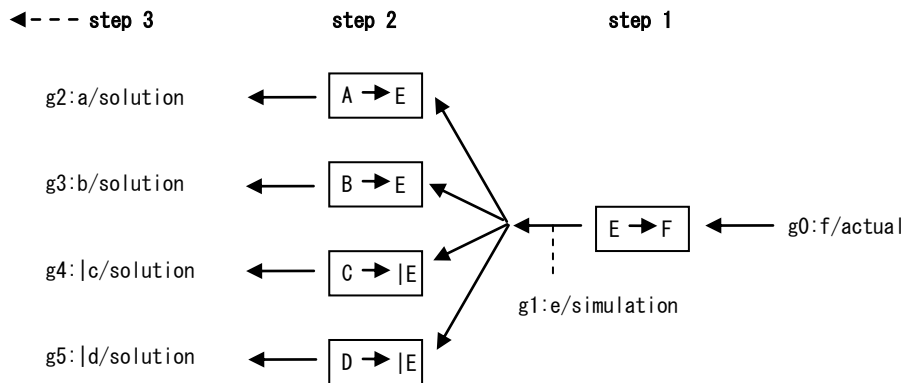 step 3 step 2 step 1
g2:a/solution A → E
g3:b/solution B → E
E → F g0:f/actual
g4:|c/solution C → |E
g1:e/simulation
g5:|d/solution D → |E